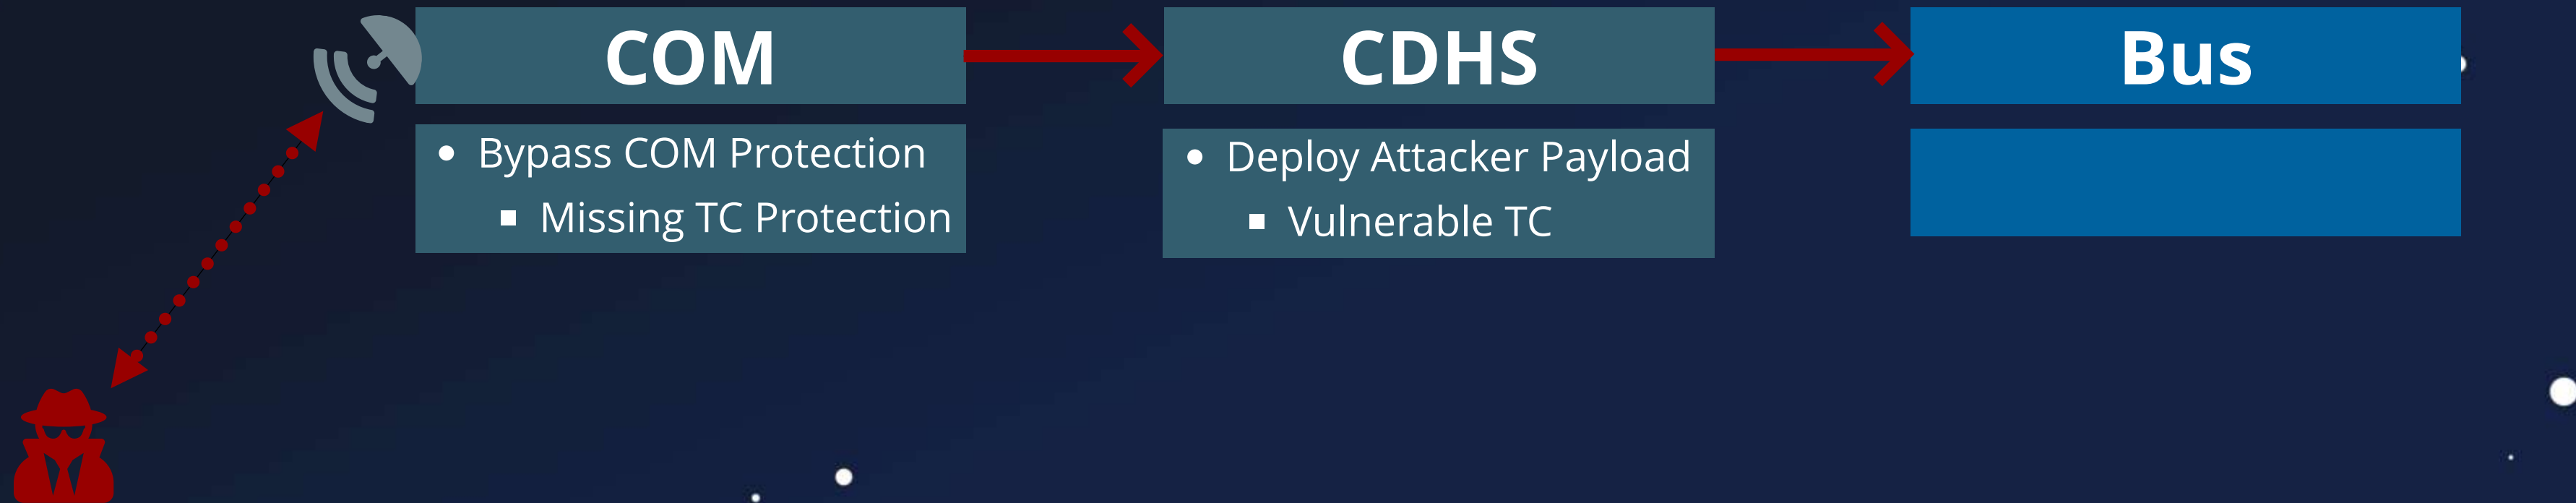 COM
CDHS
Bus
• Bypass COM Protection
▪ Missing TC Protection
• Deploy Attacker Payload
▪ Vulnerable TC